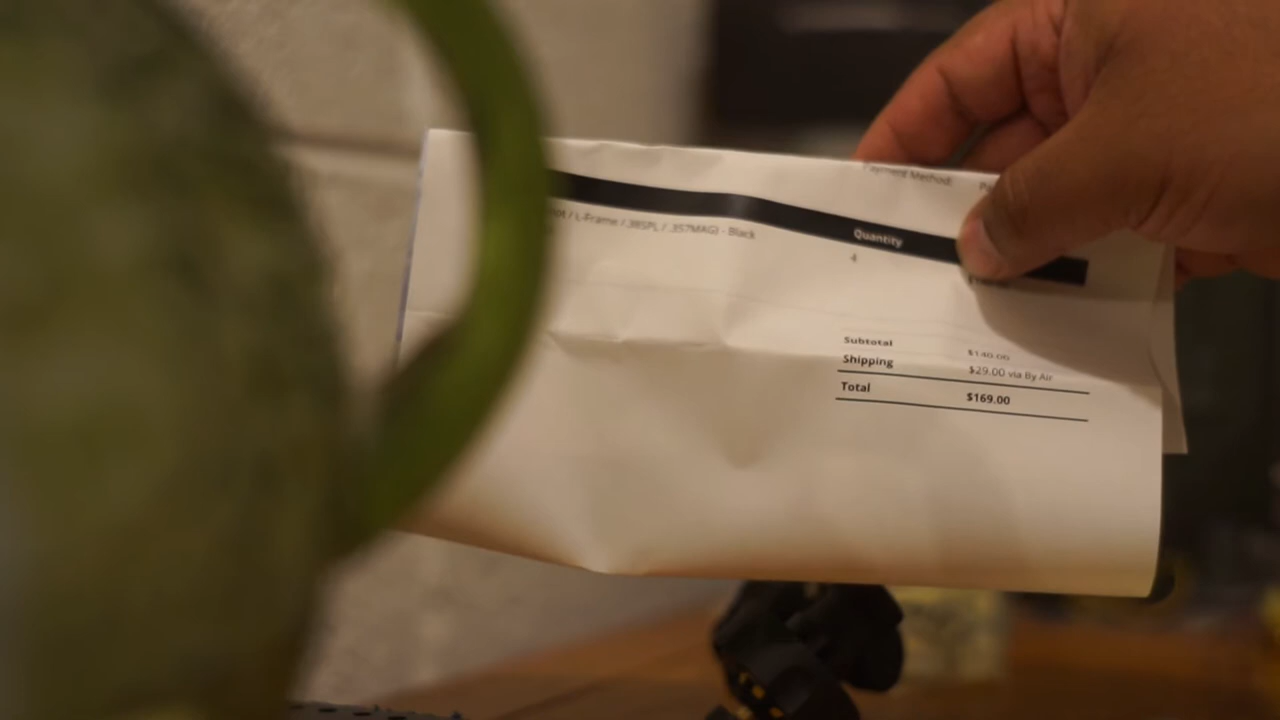 Payment Method:
Quantity
/ L-Frame /.38SPL / .357MAG) - Black
4
Subtotal $140.00
Shipping $29.00 via By Air
Total $169.00